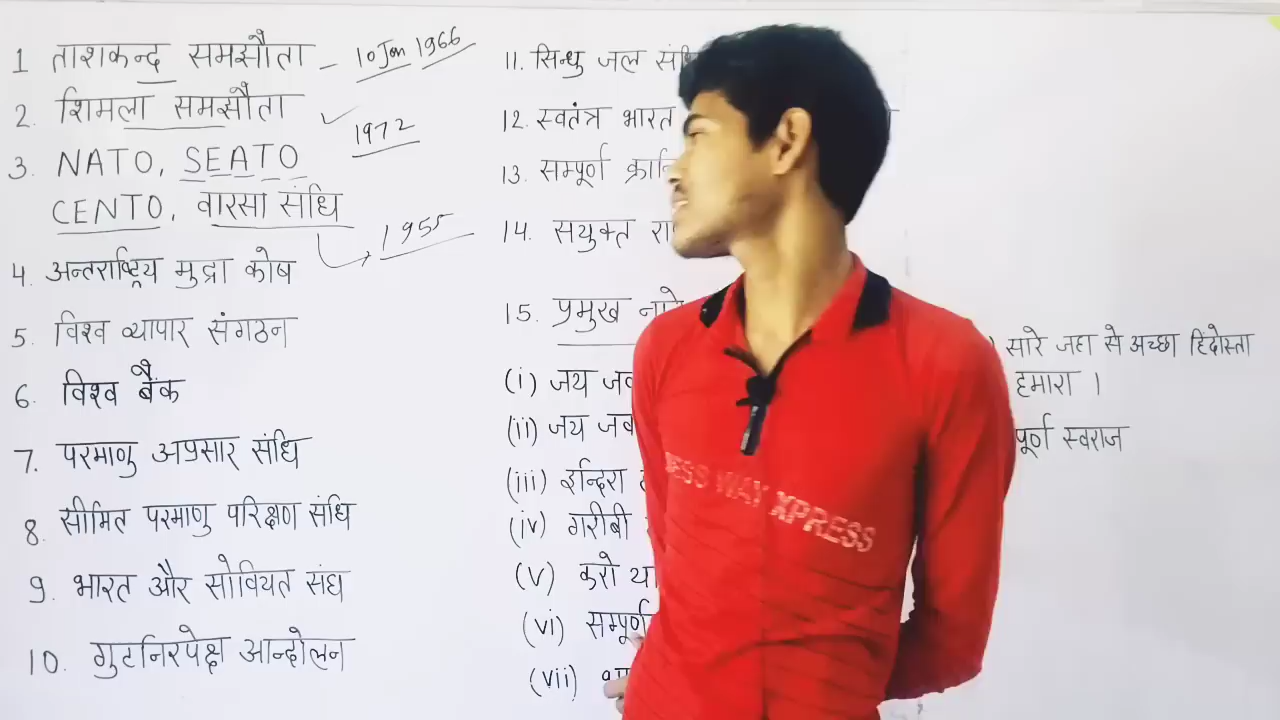 1 ताशकन्द समझौता – 10 Jan 1966
2. शिमला समझौता
1972
3. NATO, SEATO
CENTO, वारसा संधि
1955
4. अन्तराष्ट्रिय मुद्रा कोष
5. विश्व व्यापार संगठन
6. विश्व बैंक
7. परमाणु अप्रसार संधि
8. सीमित परमाणु परिक्षण संधि
9. भारत और सोवियत संघ
10. गुटनिरपेक्ष आन्दोलन
11. सिन्धु जल
12. स्वतंत्र भारत
13. सम्पूर्ण
14. सयुक्त
15. प्रमुख
(i) जय
(ii) जय
(iii) इन्दिरा
(iv) गरीबी
(v) करो
(vi) सम्पूर्ण
(vii)
सारे जहा से अच्छा हिंदोस्ता
हमारा ।
पूर्ण स्वराज
ESS WAY XPRESS